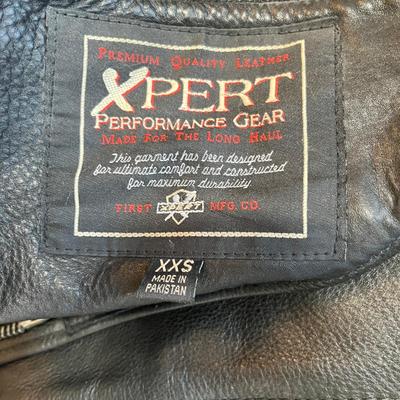 PREMIUM QUALITY LEATHER
XPERT
PERFORMANCE GEAR
MADE FOR THE LONG HAUL
This garment has been designed
for ultimate comfort and constructed
for maximum durability.
FIRST XPERT MFG. CO.
XXS
MADE IN
PAKISTAN